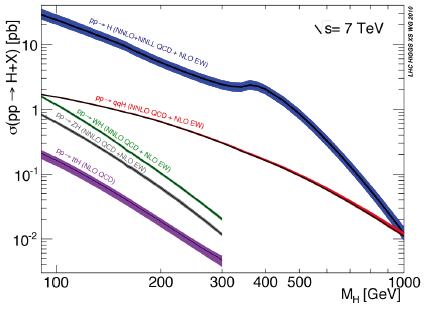 LHC HIGGS XS WG 2010
σ(pp → H+X) [pb]
√s= 7 TeV
pp → H (NNLO+NNLL QCD + NLO EW)
pp → qqH (NNLO QCD + NLO EW)
pp → WH (NNLO QCD + NLO EW)
pp → ZH (NNLO QCD +NLO EW)
pp → ttH (NLO QCD)
10
1
10-1
10-2
100 200 300 400 500 1000
MH [GeV]